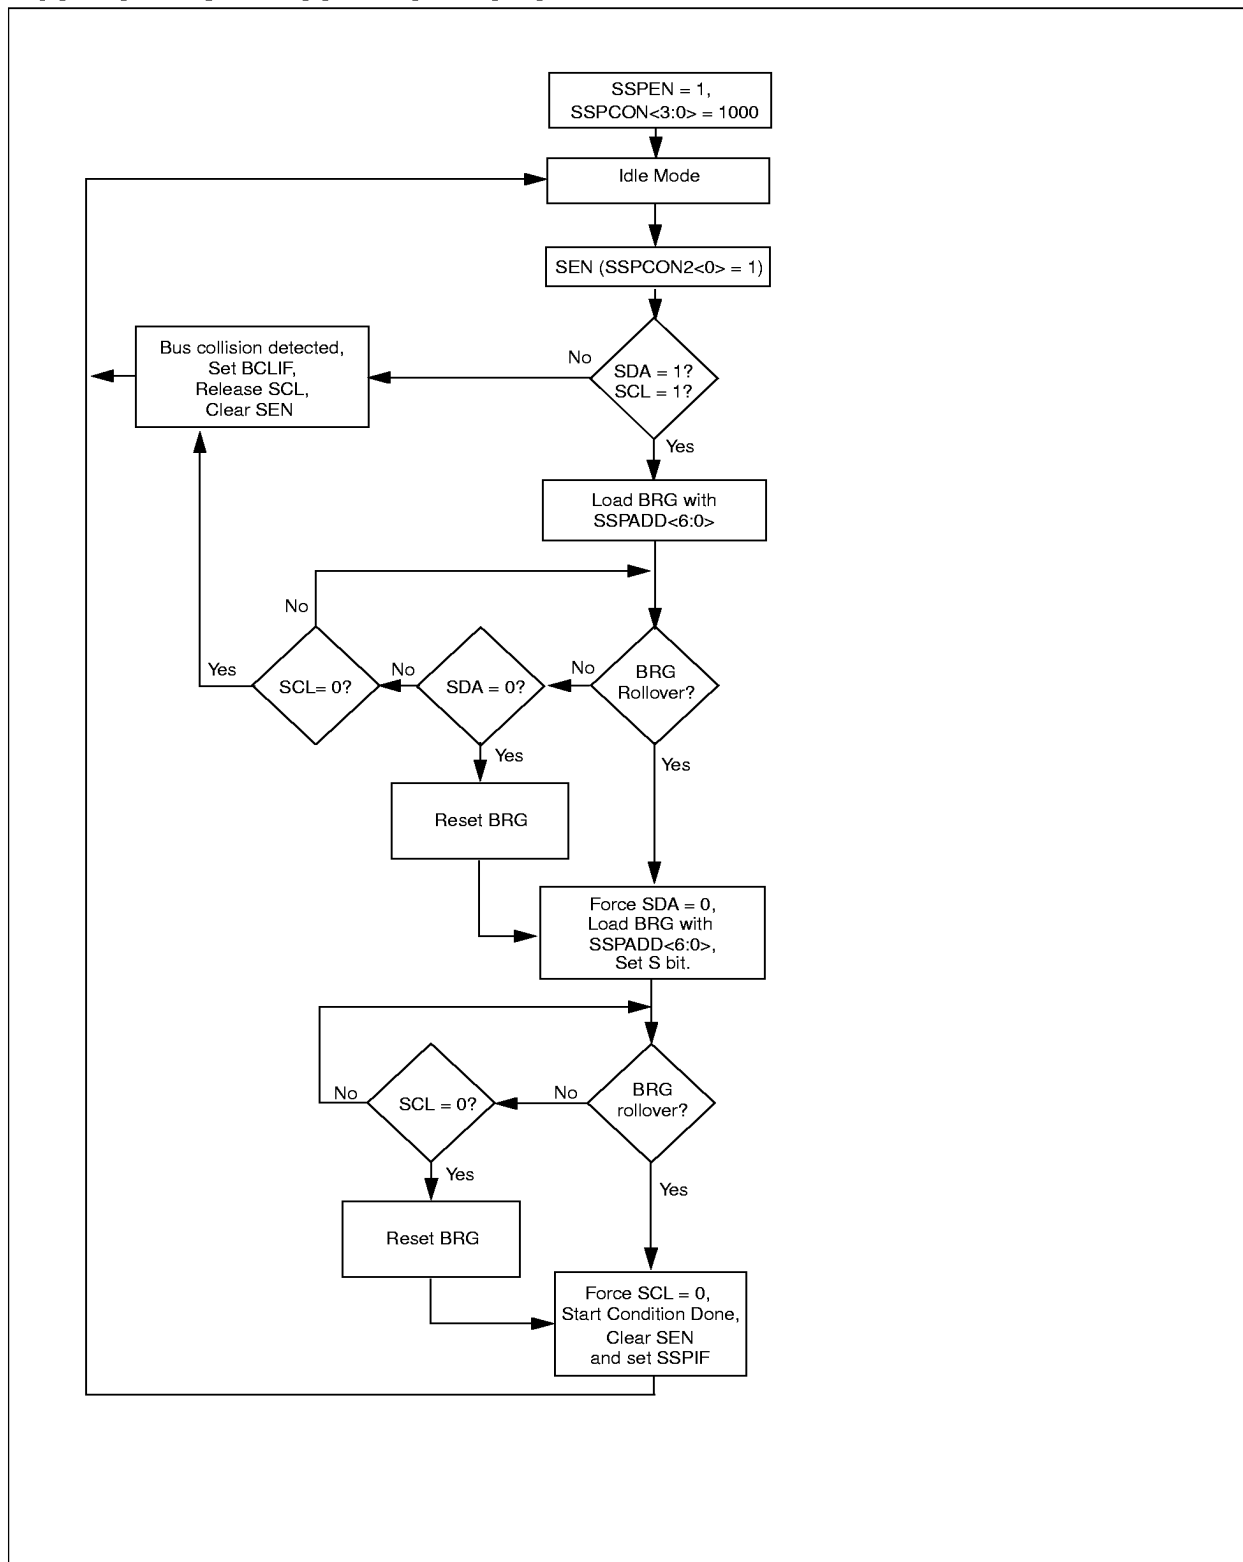 SSPEN = 1,
SSPCON<3:0> = 1000
Idle Mode
SEN (SSPCON2<0> = 1)
Bus collision detected,
Set BCLIF,
Release SCL,
Clear SEN
No
SDA = 1?
SCL = 1?
Yes
Load BRG with
SSPADD<6:0>
No
Yes
SCL= 0?
No
SDA = 0?
No
BRG
Rollover?
Yes
Yes
Reset BRG
Force SDA = 0,
Load BRG with
SSPADD<6:0>,
Set S bit.
No
SCL = 0?
No
BRG
rollover?
Yes
Yes
Reset BRG
Force SCL = 0,
Start Condition Done,
Clear SEN
and set SSPIF